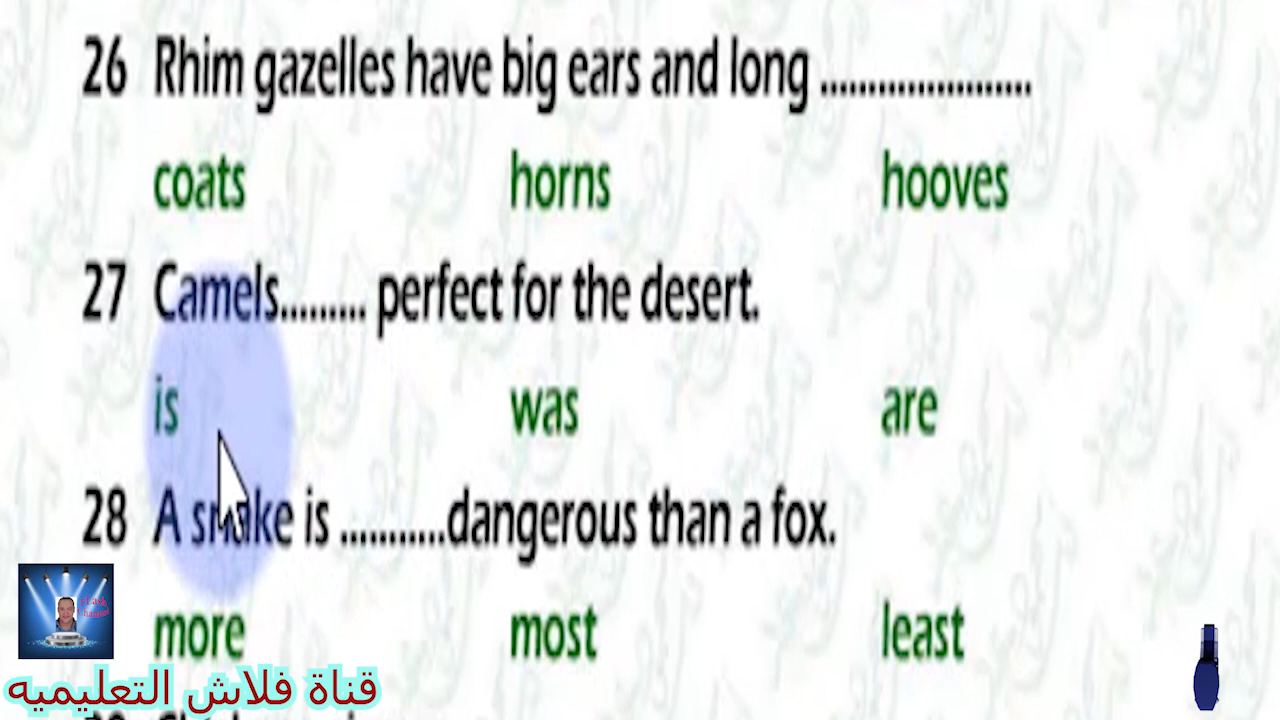 26 Rhim gazelles have big ears and long ......................
coats horns hooves
27 Camels......... perfect for the desert.
is was are
28 A snake is ...........dangerous than a fox.
more most least
قناة فلاش التعليميه